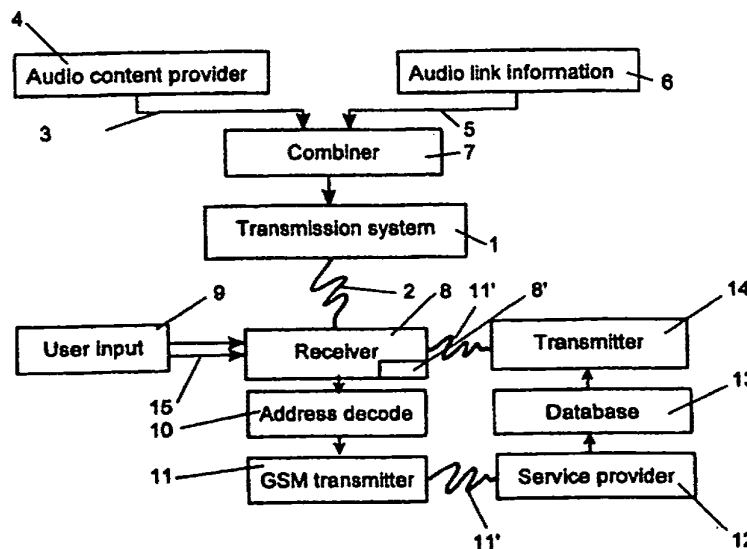 4
Audio content provider
Audio link information
6
3
5
Combiner
7
Transmission system
1
9
2
8
11'
8'
14
User input
Receiver
Transmitter
15
10
Address decode
Database
13
11
GSM transmitter
Service provider
11'
12